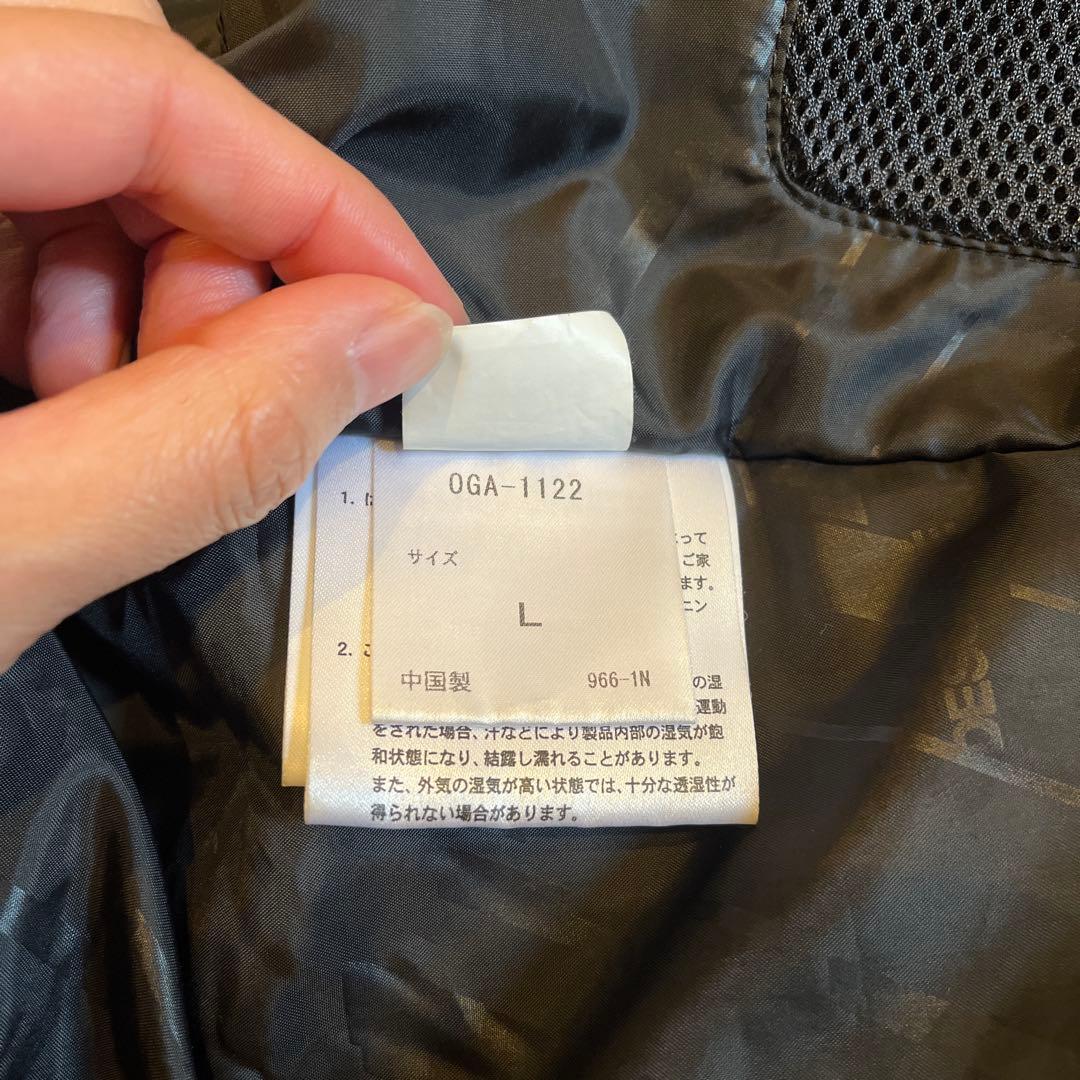 OGA-1122
サイズ
L
中国製 966-1N
1. は
って
ご家
ます。
ニン
2. こ
の湿
運動
をされた場合、汗などにより製品内部の湿気が飽
和状態になり、結露し濡れることがあります。
また、外気の湿気が高い状態では、十分な透湿性が
得られない場合があります。